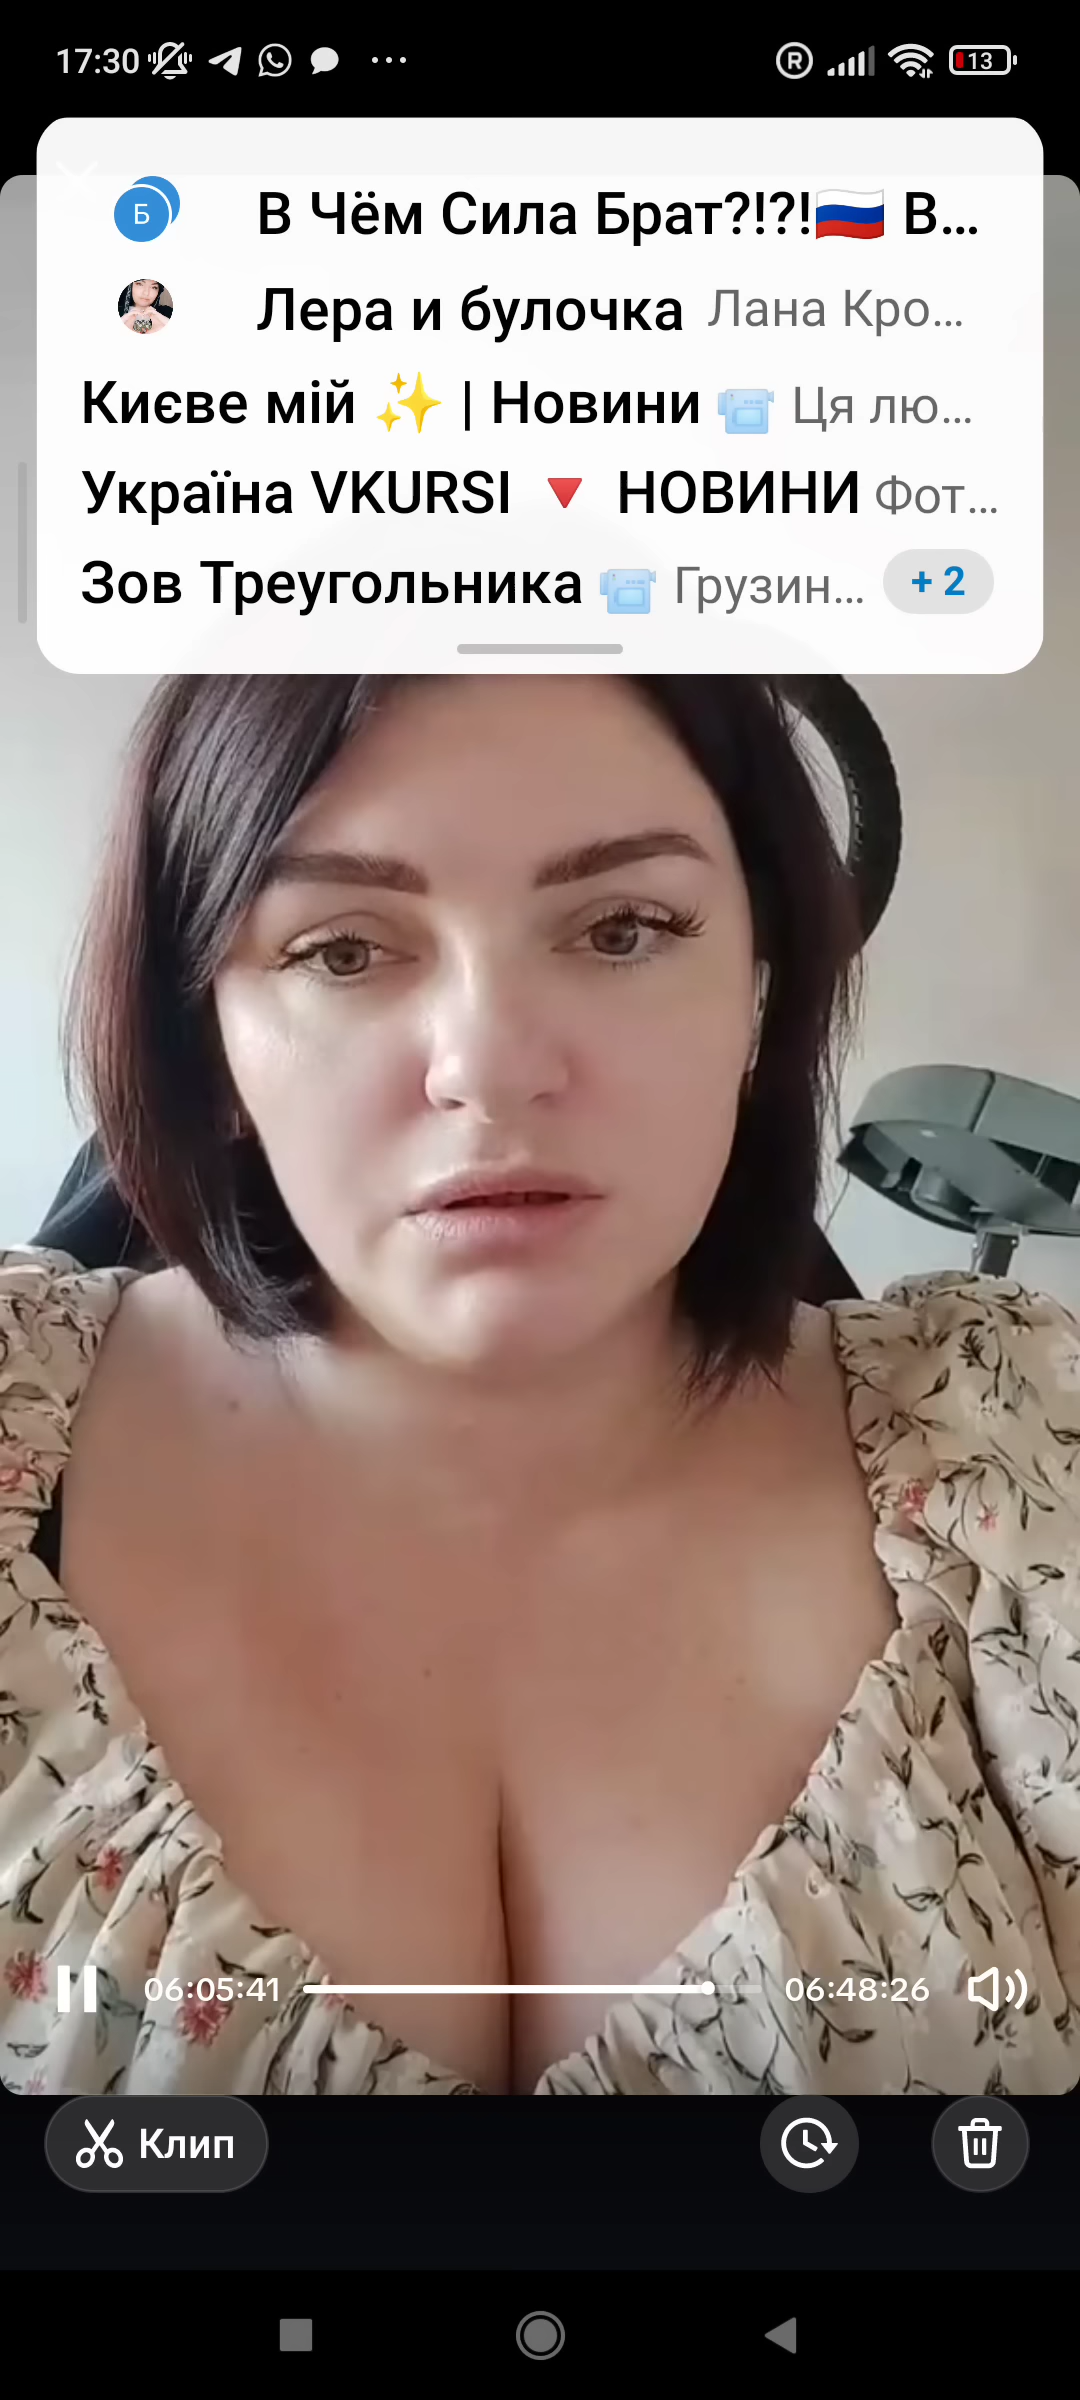 17:30 ... R 13
Б В Чём Сила Брат?!?! В...
Лера и булочка Лана Кро...
Києве мій ✨ | Новини Ця лю...
Україна VKURSI 🔻 НОВИНИ Фот...
Зов Треугольника Грузин... + 2
06:05:41 06:48:26
Клип